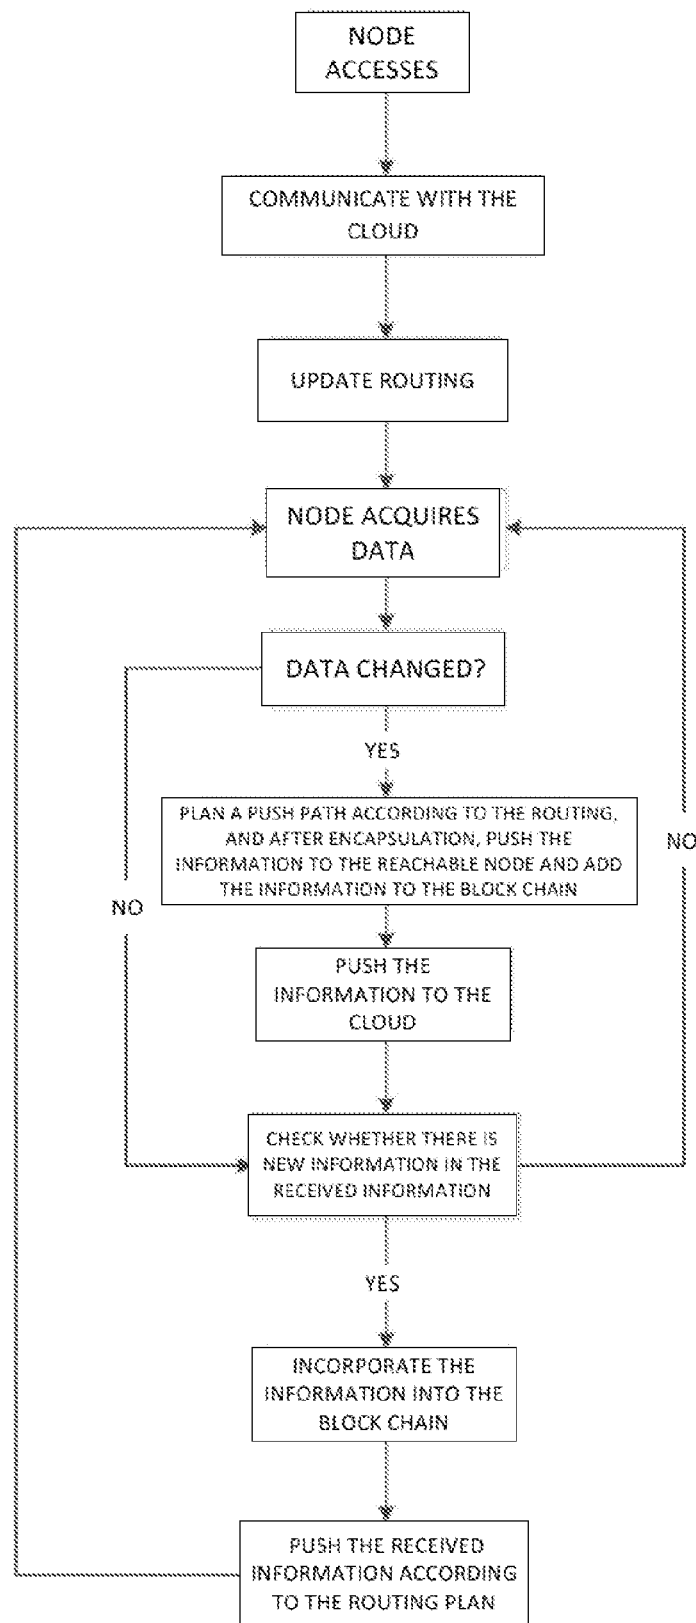 NODE
ACCESSES
COMMUNICATE WITH THE
CLOUD
UPDATE ROUTING
NODE ACQUIRES
DATA
DATA CHANGED?
YES
PLAN A PUSH PATH ACCORDING TO THE ROUTING,
AND AFTER ENCAPSULATION, PUSH THE
INFORMATION TO THE REACHABLE NODE AND ADD
THE INFORMATION TO THE BLOCK CHAIN
NO
NO
PUSH THE
INFORMATION TO THE
CLOUD
CHECK WHETHER THERE IS
NEW INFORMATION IN THE
RECEIVED INFORMATION
YES
INCORPORATE THE
INFORMATION INTO THE
BLOCK CHAIN
PUSH THE RECEIVED
INFORMATION ACCORDING
TO THE ROUTING PLAN